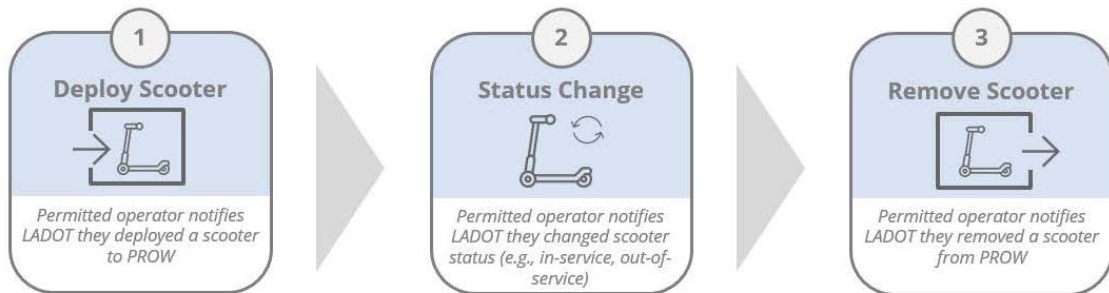 1
Deploy Scooter
Permitted operator notifies
LADOT they deployed a scooter
to PROW
2
Status Change
Permitted operator notifies
LADOT they changed scooter
status (e.g., in-service, out-of-
service)
3
Remove Scooter
Permitted operator notifies
LADOT they removed a scooter
from PROW